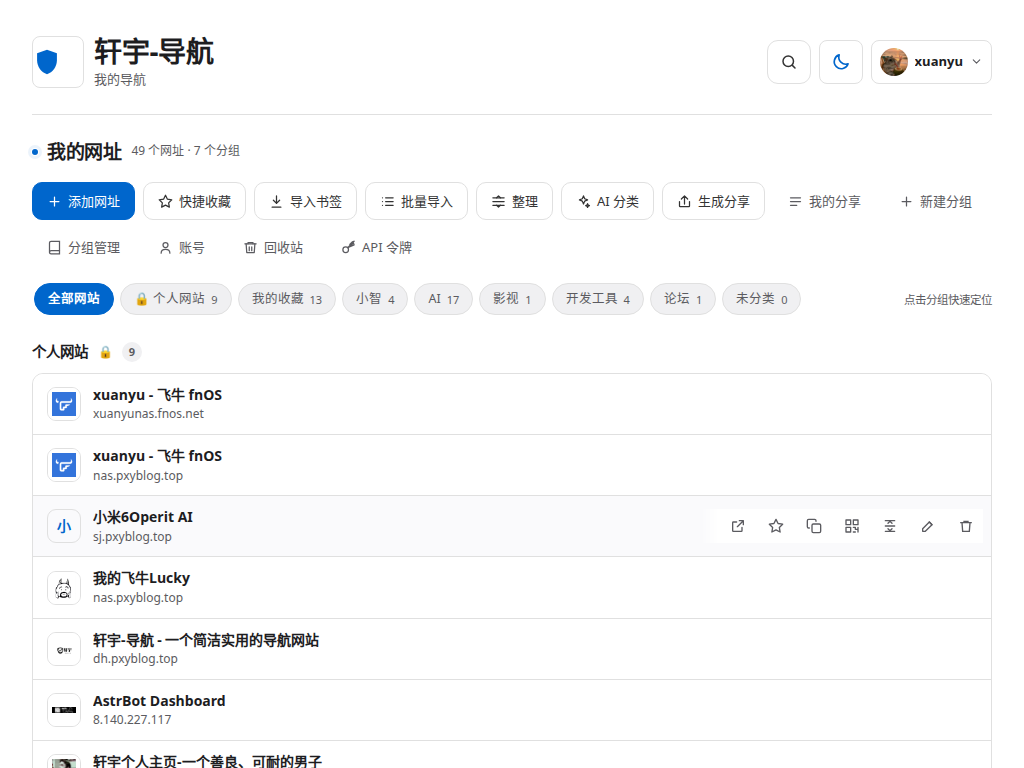 轩宇-导航
我的导航
xuanyu
我的网址 49 个网址 · 7 个分组
添加网址 快捷收藏 导入书签 批量导入 整理 AI 分类 生成分享 我的分享 新建分组
分组管理 账号 回收站 API 令牌
全部网站 个人网站 9 我的收藏 13 小智 4 AI 17 影视 1 开发工具 4 论坛 1 未分类 0 点击分组快速定位
个人网站 9
xuanyu - 飞牛 fnOS
xuanyunas.fnos.net
xuanyu - 飞牛 fnOS
nas.pxyblog.top
小 小米6Operit AI
sj.pxyblog.top
我的飞牛Lucky
nas.pxyblog.top
轩宇-导航 - 一个简洁实用的导航网站
dh.pxyblog.top
AstrBot Dashboard
8.140.227.117
轩宇个人主页-一个善良、可耐的男子